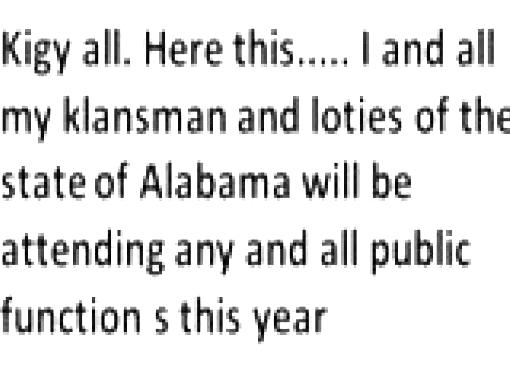 Kigy all. Here this..... I and all
my klansman and loties of the
state of Alabama will be
attending any and all public
function s this year